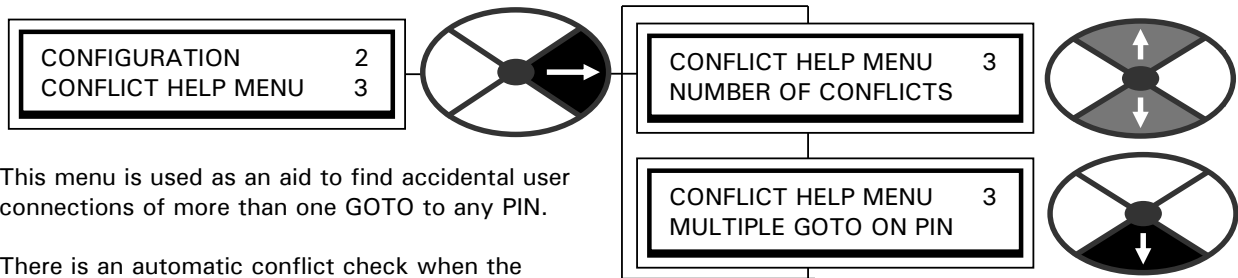 CONFIGURATION 2
CONFLICT HELP MENU 3
CONFLICT HELP MENU 3
NUMBER OF CONFLICTS
CONFLICT HELP MENU 3
MULTIPLE GOTO ON PIN
This menu is used as an aid to find accidental user
connections of more than one GOTO to any PIN.
There is an automatic conflict check when the